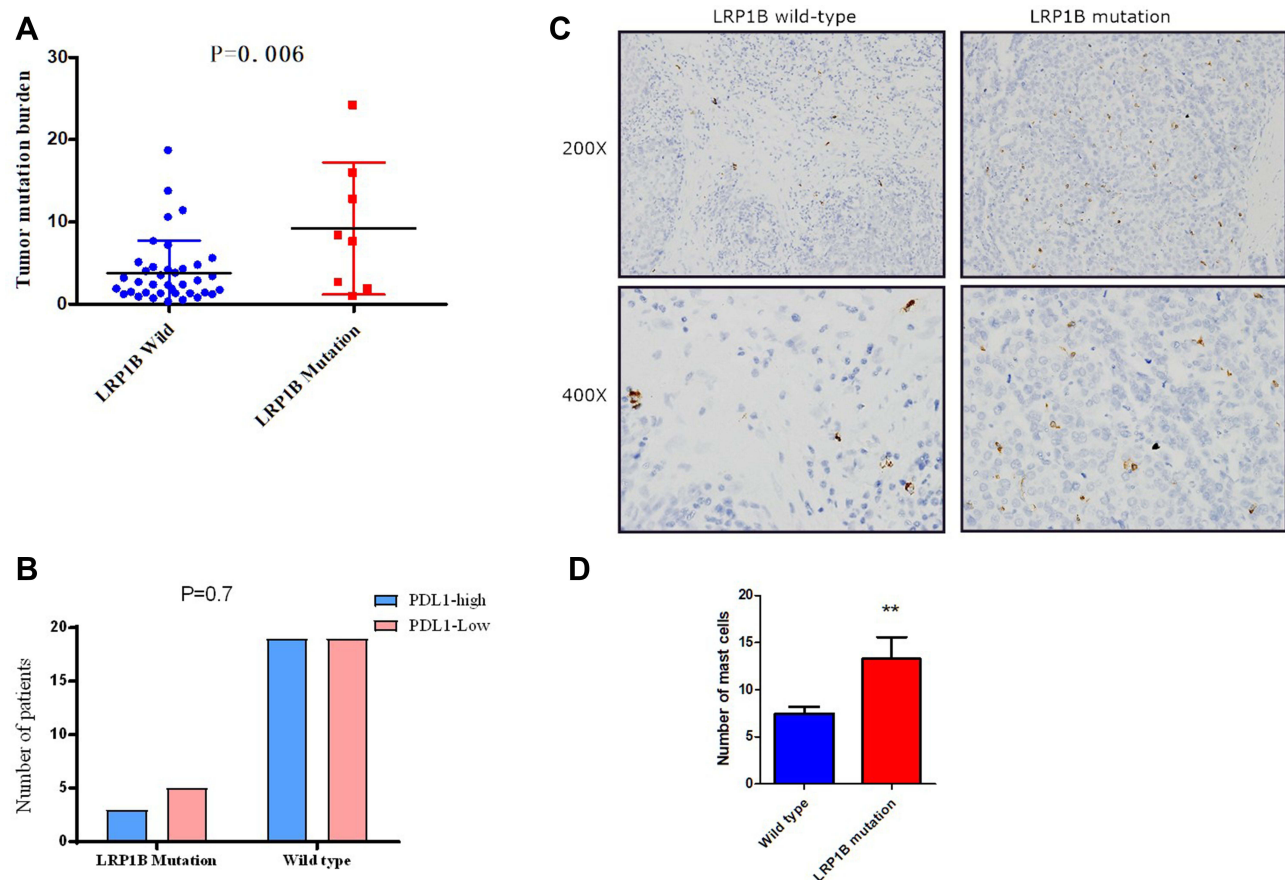 A
P=0.006
Tumor mutation burden
30
20
10
0
LRP1B Wild
LRP1B Mutation
B
P=0.7
PDL1-high
PDL1-Low
Number of patients
20
15
10
5
0
LRP1B Mutation
Wild type
C
LRP1B wild-type
LRP1B mutation
200X
400X
D
**
Number of mast cells
20
15
10
5
0
Wild type
LRP1B mutation